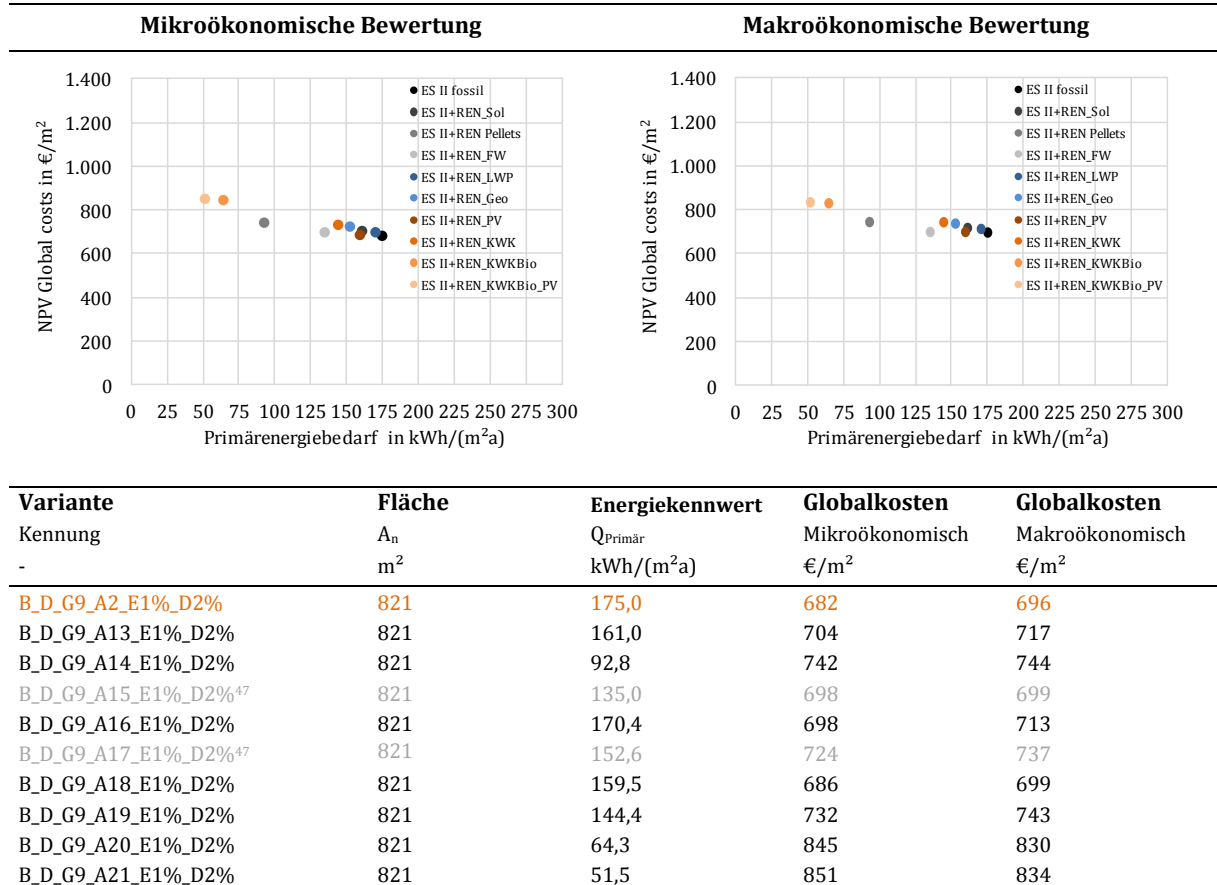 Mikroökonomische Bewertung
Makroökonomische Bewertung
NPV Global costs in €/m²
1.400
1.200
1.000
800
600
400
200
0
0 25 50 75 100 125 150 175 200 225 250 275 300
Primärenergiebedarf in kWh/(m²a)
ES II fossil
ES II+REN_Sol
ES II+REN Pellets
ES II+REN_FW
ES II+REN_LWP
ES II+REN_Geo
ES II+REN_PV
ES II+REN_KWK
ES II+REN_KWKBio
ES II+REN_KWKBio_PV
NPV Global costs in €/m²
1.400
1.200
1.000
800
600
400
200
0
0 25 50 75 100 125 150 175 200 225 250 275 300
Primärenergiebedarf in kWh/(m²a)
ES II fossil
ES II+REN_Sol
ES II+REN Pellets
ES II+REN_FW
ES II+REN_LWP
ES II+REN_Geo
ES II+REN_PV
ES II+REN_KWK
ES II+REN_KWKBio
ES II+REN_KWKBio_PV
Variante Fläche Energiekennwert Globalkosten Globalkosten
Kennung Aₙ Q_Primär Mikroökonomisch Makroökonomisch
- m² kWh/(m²a) €/m² €/m²
B_D_G9_A2_E1%_D2% 821 175,0 682 696
B_D_G9_A13_E1%_D2% 821 161,0 704 717
B_D_G9_A14_E1%_D2% 821 92,8 742 744
B_D_G9_A15_E1%_D2%⁴⁷ 821 135,0 698 699
B_D_G9_A16_E1%_D2% 821 170,4 698 713
B_D_G9_A17_E1%_D2%⁴⁷ 821 152,6 724 737
B_D_G9_A18_E1%_D2% 821 159,5 686 699
B_D_G9_A19_E1%_D2% 821 144,4 732 743
B_D_G9_A20_E1%_D2% 821 64,3 845 830
B_D_G9_A21_E1%_D2% 821 51,5 851 834